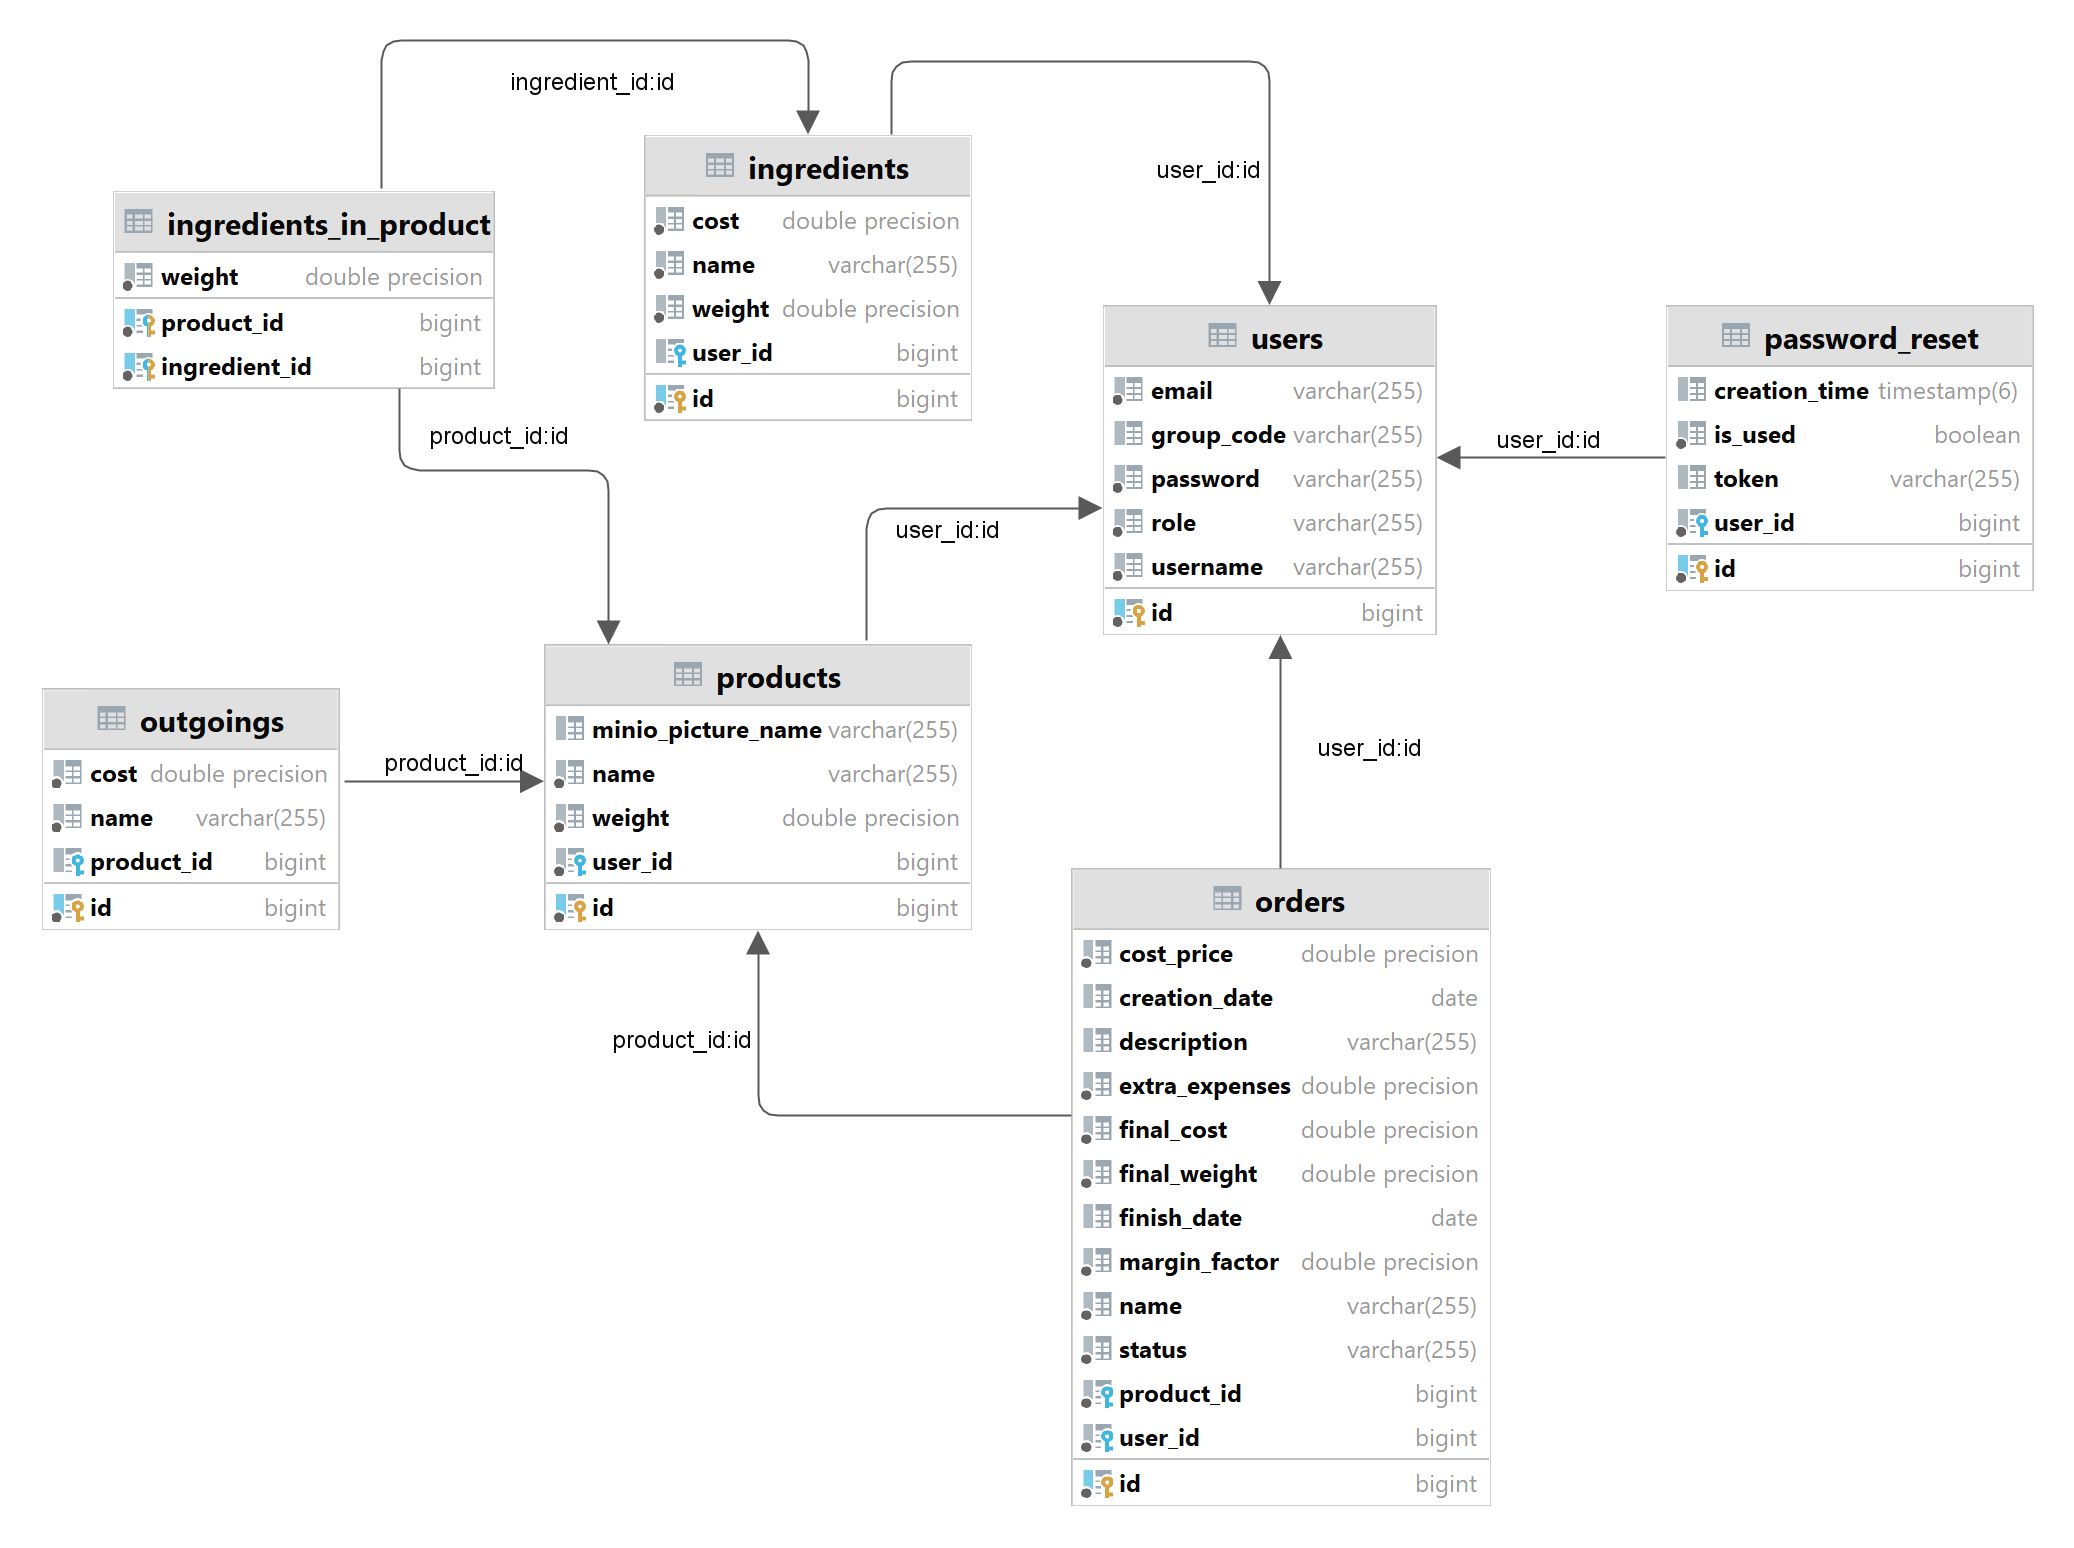 ingredient_id:id
user_id:id
ingredients_in_product
weight double precision
product_id bigint
ingredient_id bigint
ingredients
cost double precision
name varchar(255)
weight double precision
user_id bigint
id bigint
users
email varchar(255)
group_code varchar(255)
password varchar(255)
role varchar(255)
username varchar(255)
id bigint
password_reset
creation_time timestamp(6)
is_used boolean
token varchar(255)
user_id bigint
id bigint
user_id:id
product_id:id
user_id:id
outgoings
cost double precision
name varchar(255)
product_id bigint
id bigint
product_id:id
products
minio_picture_name varchar(255)
name varchar(255)
weight double precision
user_id bigint
id bigint
user_id:id
product_id:id
orders
cost_price double precision
creation_date date
description varchar(255)
extra_expenses double precision
final_cost double precision
final_weight double precision
finish_date date
margin_factor double precision
name varchar(255)
status varchar(255)
product_id bigint
user_id bigint
id bigint